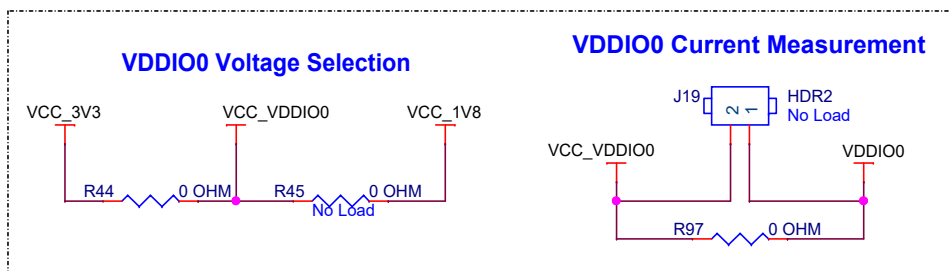 VDDIO0 Voltage Selection
VCC_3V3
VCC_VDDIO0
VCC_1V8
R44
0 OHM
R45
0 OHM
No Load
VDDIO0 Current Measurement
J19
2
1
HDR2
No Load
VCC_VDDIO0
VDDIO0
R97
0 OHM